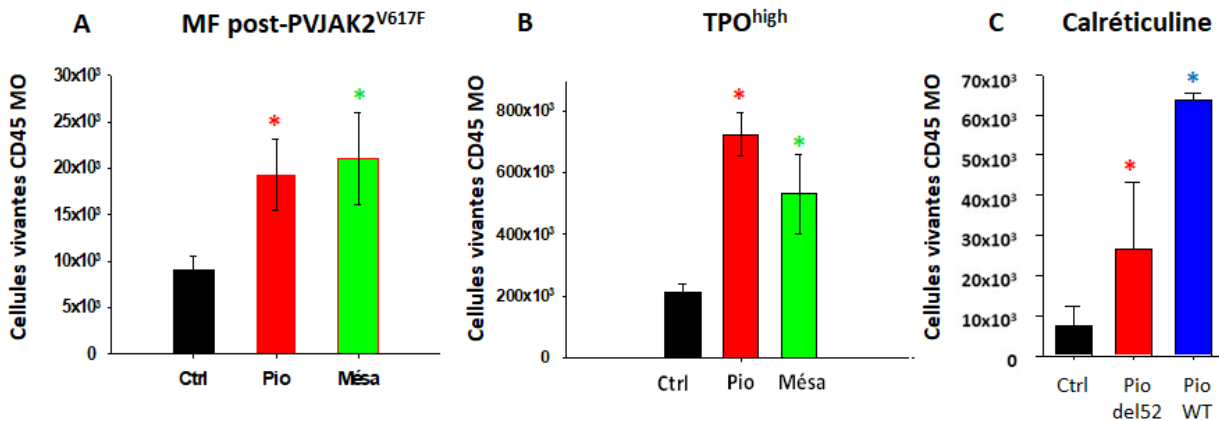 A MF post-PVJAK2V617F
Cellules vivantes CD45 MO
30x10³
25x10³
20x10³
15x10³
10x10³
5x10³
0
*
*
Ctrl Pio Mésa
B TPOhigh
Cellules vivantes CD45 MO
800x10³
600x10³
400x10³
200x10³
0
*
*
Ctrl Pio Mésa
C Calréticuline
Cellules vivantes CD45 MO
70x10³
60x10³
50x10³
40x10³
30x10³
20x10³
10x10³
0
*
*
Ctrl Pio Pio
del52 WT